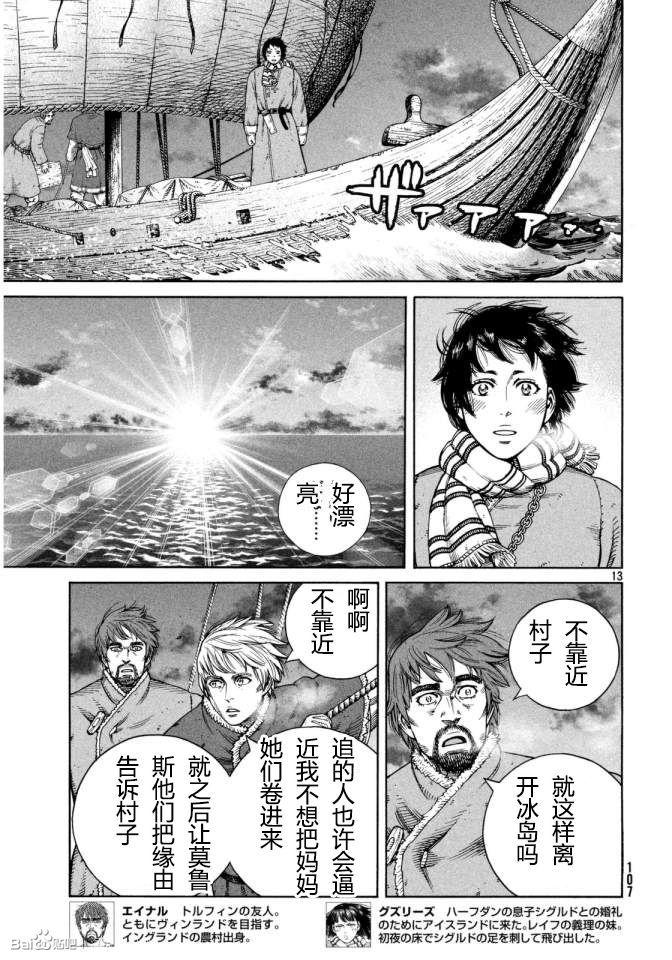 ザアアアァ..
好漂
亮……
13
不靠近
村子
就这样离
开冰岛吗
啊啊
不靠近
追的人也许会逼
近我不想把妈妈
她们卷进来
就之后让莫鲁
斯他们把缘由
告诉村子
107
グズリーズ ハーフダンの息子シグルドとの婚礼
のためにアイスランドに来た。レイフの義理の妹。
初夜の床でシグルドの足を刺して飛び出した。
エイナル トルフィンの友人。
ともにヴィンランドを目指す。
イングランドの農村出身。
Bai 贴吧